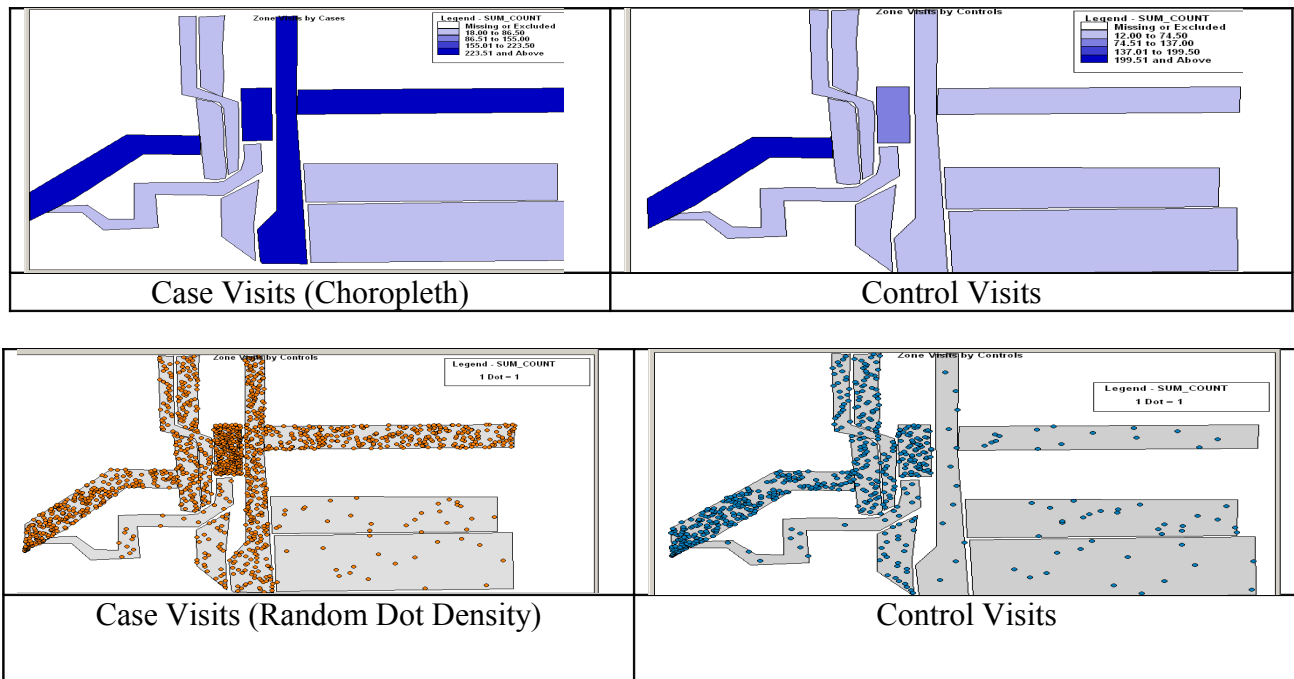 Zone Visits by Cases
Legend - SUM_COUNT
Missing or Excluded
18.00 to 86.50
86.51 to 155.00
155.01 to 223.50
223.51 and Above
Zone Visits by Controls
Legend - SUM_COUNT
Missing or Excluded
12.00 to 74.50
74.51 to 137.00
137.01 to 199.50
199.51 and Above
Case Visits (Choropleth)
Control Visits
Zone Visits by Controls
Legend - SUM_COUNT
1 Dot = 1
Zone Visits by Controls
Legend - SUM_COUNT
1 Dot = 1
Case Visits (Random Dot Density)
Control Visits